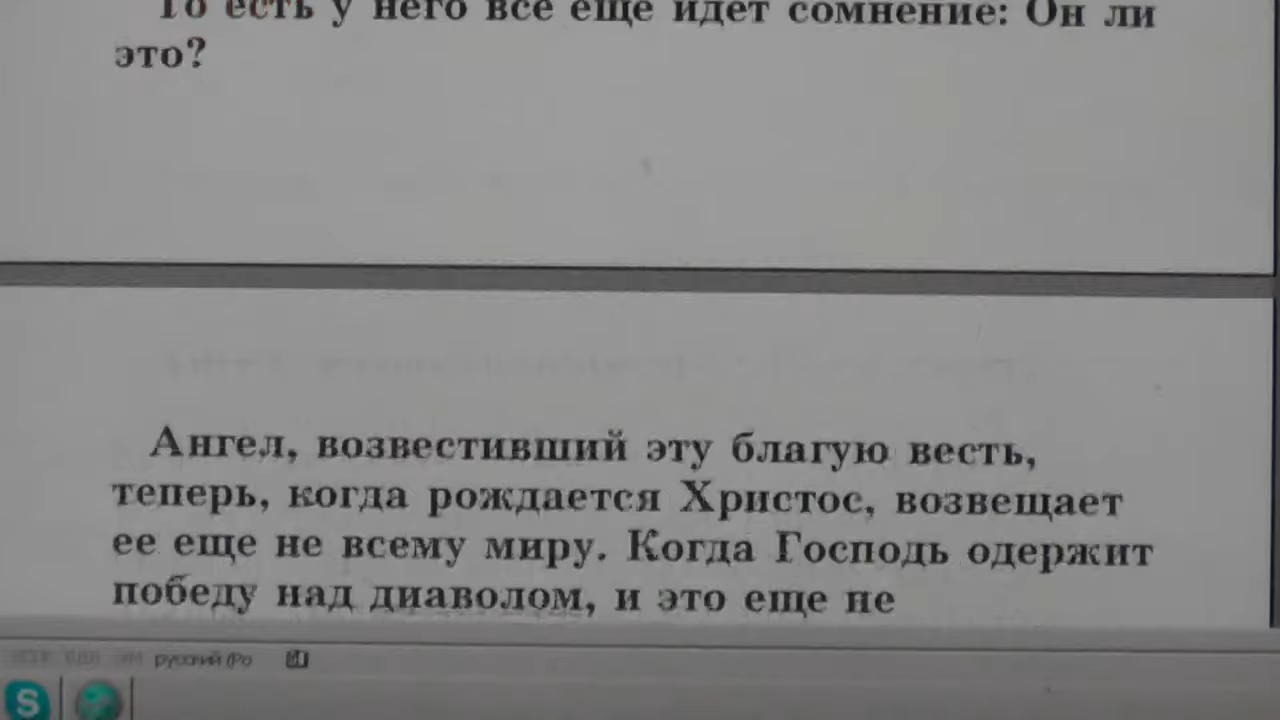 То есть у него все еще идет сомнение: Он ли
это?
Ангел, возвестивший эту благую весть,
теперь, когда рождается Христос, возвещает
ее еще не всему миру. Когда Господь одержит
победу над диаволом, и это еще не
русский (Ро
S